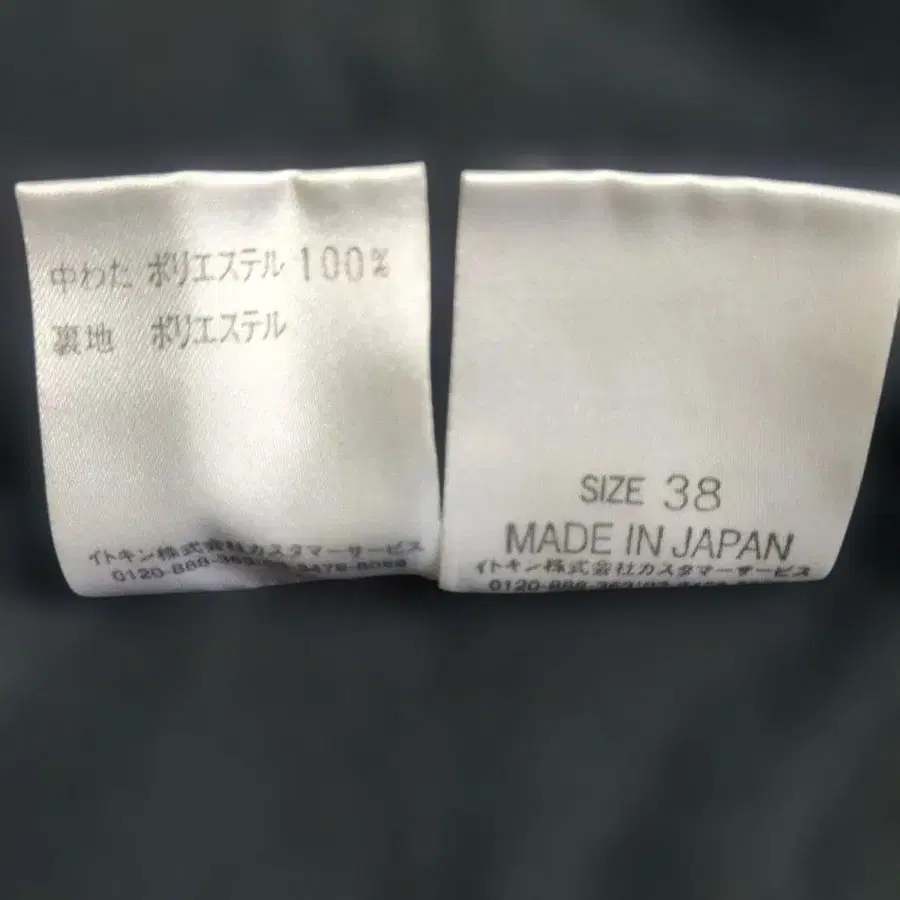 中わた ポリエステル 100%
裏地 ポリエステル
イトキン株式会社カスタマーサービス
SIZE 38
MADE IN JAPAN
イトキン株式会社カスタマーサービス